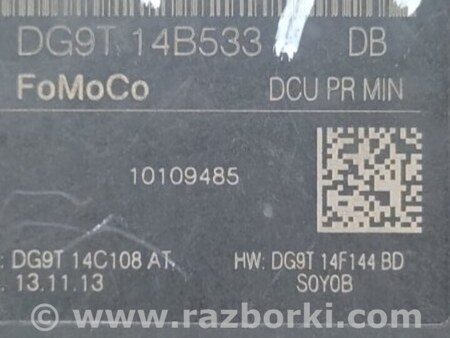 DG9T 14B533 DB
FoMoCo DCU PR MIN
10109485
: DG9T 14C108 AT HW: DG9T 14F144 BD
. 13.11.13 S0Y0B
© www.razborki.com